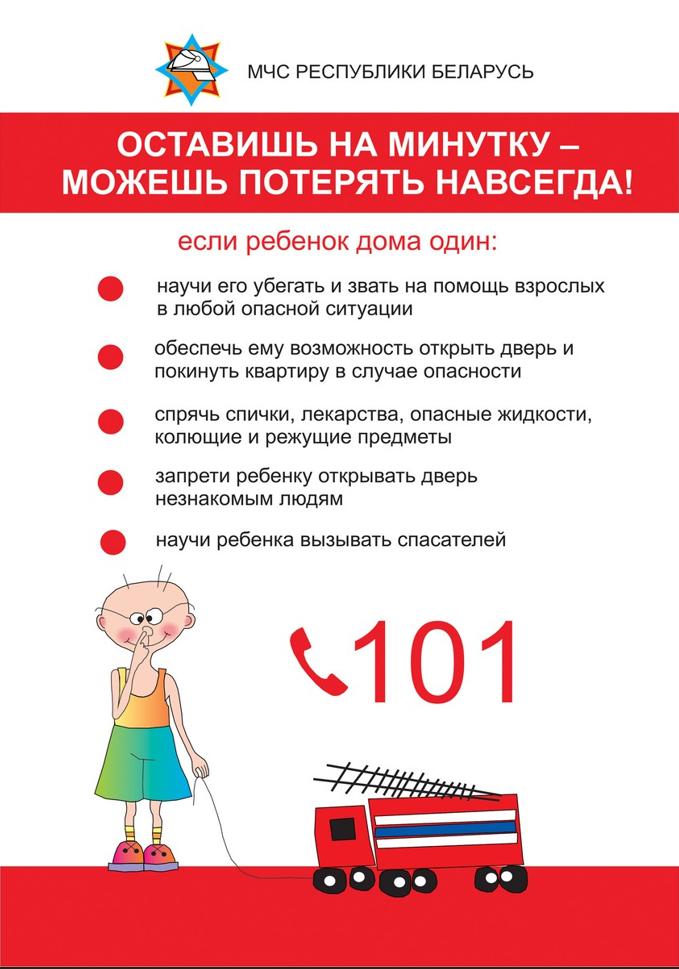 МЧС РЕСПУБЛИКИ БЕЛАРУСЬ
ОСТАВИШЬ НА МИНУТКУ –
МОЖЕШЬ ПОТЕРЯТЬ НАВСЕГДА!
если ребенок дома один:
научи его убегать и звать на помощь взрослых
в любой опасной ситуации
обеспечь ему возможность открыть дверь и
покинуть квартиру в случае опасности
спрячь спички, лекарства, опасные жидкости,
колющие и режущие предметы
запрети ребенку открывать дверь
незнакомым людям
научи ребенка вызывать спасателей
101